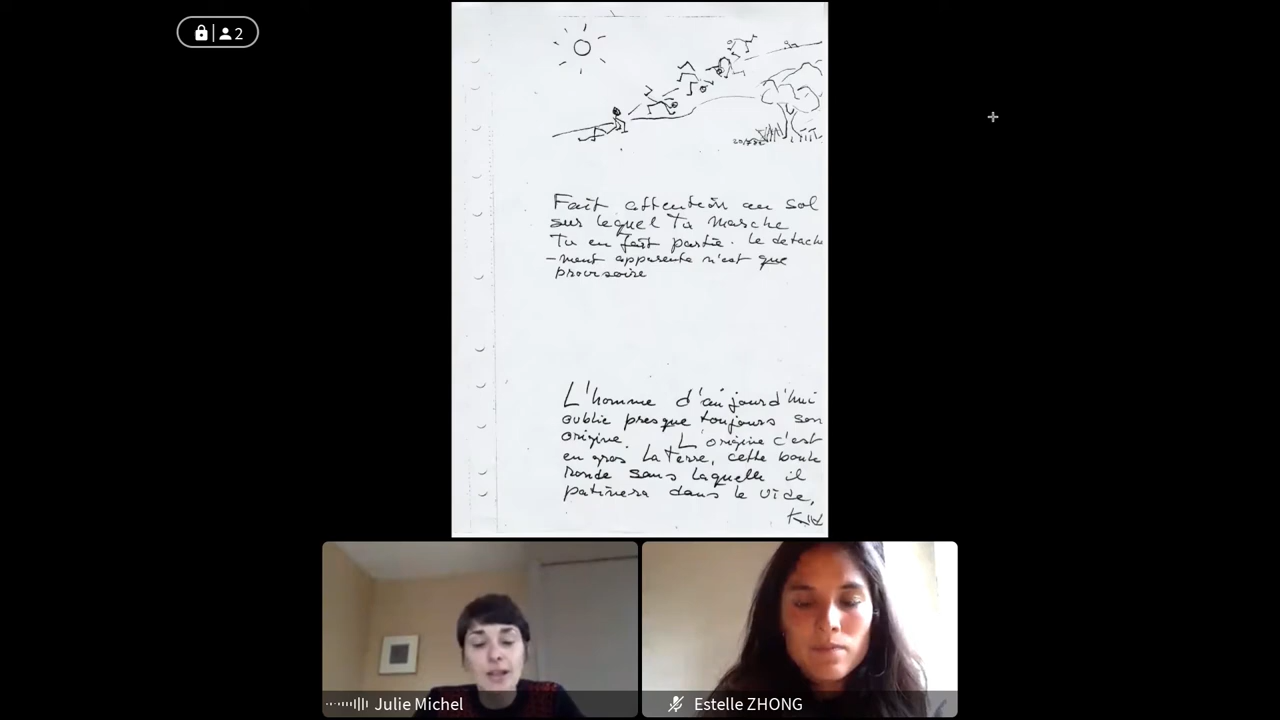 2
Fait attention au sol
sur lequel tu marche
Tu en fait partie. Le detach
-ment apparente n'est que
provisoire
L'homme d'aujourd'hui
oublie presque toujours son
origine. L'origine c'est
en gros la terre, cette boule
ronde sans laquelle il
patinera dans le vide.
Julie Michel
Estelle ZHONG